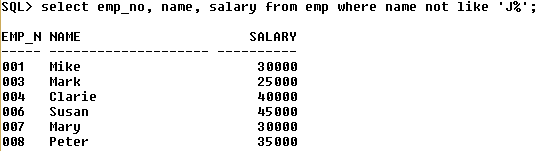 SQL> select emp_no, name, salary from emp where name not like 'J%';
EMP_N NAME                     SALARY
----- -------------------- ----------
001   Mike                      30000
003   Mark                      25000
004   Clarie                    40000
006   Susan                     45000
007   Mary                      30000
008   Peter                     35000